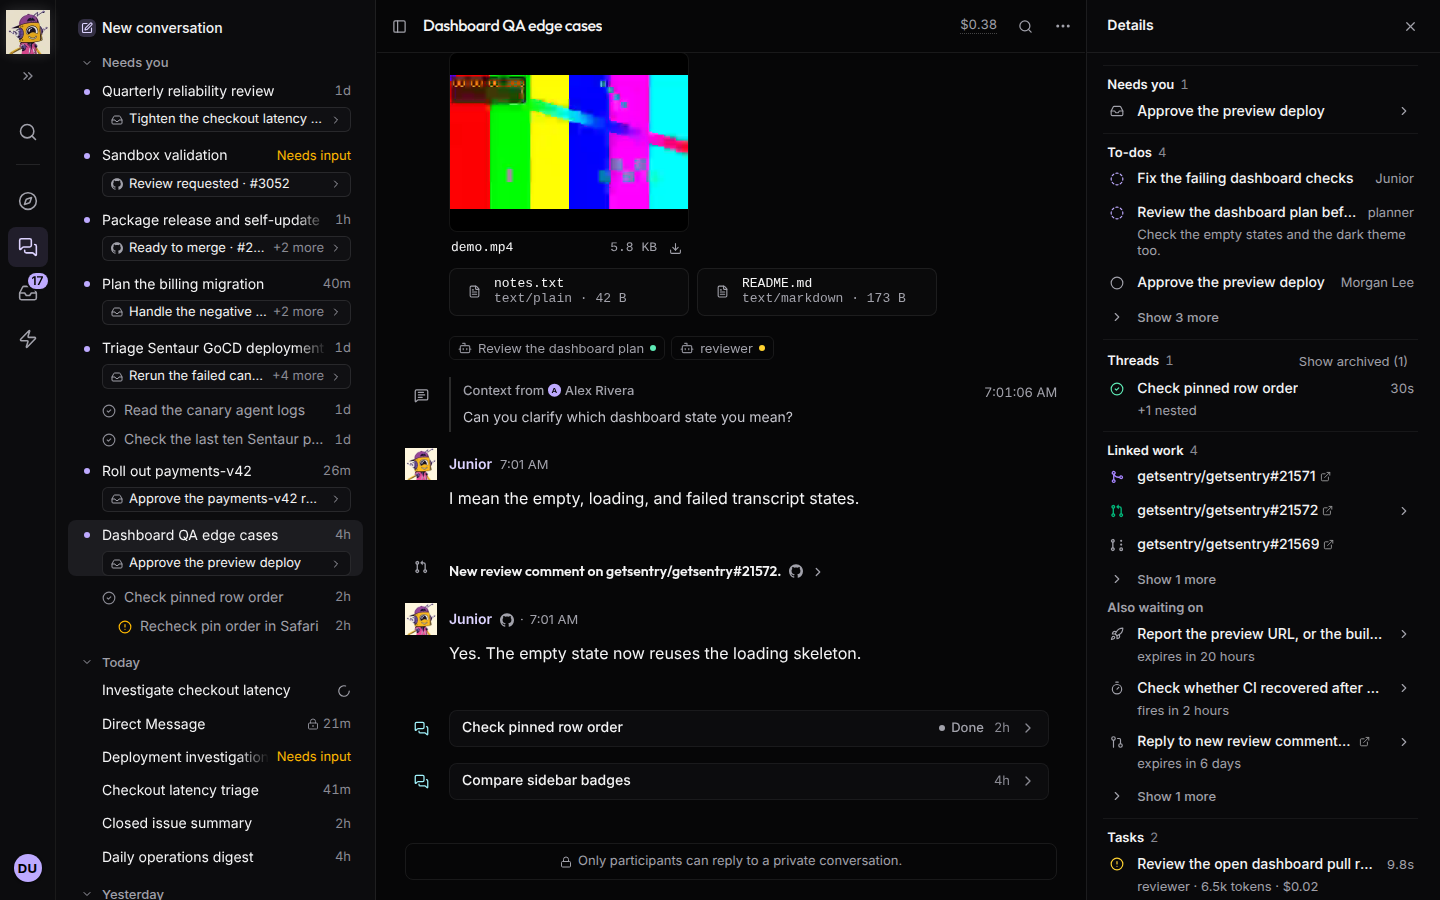 New conversation
Needs you
Quarterly reliability review 1d
Tighten the checkout latency ...
Sandbox validation Needs input
Review requested · #3052
Package release and self-update 1h
Ready to merge · #2... +2 more
Plan the billing migration 40m
Handle the negative ... +2 more
Triage Sentaur GoCD deployment 1d
Rerun the failed can... +4 more
Read the canary agent logs 1d
Check the last ten Sentaur p... 1d
Roll out payments-v42 26m
Approve the payments-v42 r...
Dashboard QA edge cases 4h
Approve the preview deploy
Check pinned row order 2h
Recheck pin order in Safari 2h
Today
Investigate checkout latency
Direct Message 21m
Deployment investigation Needs input
Checkout latency triage 41m
Closed issue summary 2h
Daily operations digest 4h
Yesterday
17
DU
Dashboard QA edge cases $0.38
demo.mp4 5.8 KB
notes.txt
text/plain · 42 B
README.md
text/markdown · 173 B
Review the dashboard plan
reviewer
Context from A Alex Rivera 7:01:06 AM
Can you clarify which dashboard state you mean?
Junior 7:01 AM
I mean the empty, loading, and failed transcript states.
New review comment on getsentry/getsentry#21572.
Junior · 7:01 AM
Yes. The empty state now reuses the loading skeleton.
Check pinned row order Done 2h
Compare sidebar badges 4h
Only participants can reply to a private conversation.
Details
Needs you 1
Approve the preview deploy
To-dos 4
Fix the failing dashboard checks Junior
Review the dashboard plan bef... planner
Check the empty states and the dark theme
too.
Approve the preview deploy Morgan Lee
Show 3 more
Threads 1 Show archived (1)
Check pinned row order 30s
+1 nested
Linked work 4
getsentry/getsentry#21571
getsentry/getsentry#21572
getsentry/getsentry#21569
Show 1 more
Also waiting on
Report the preview URL, or the buil...
expires in 20 hours
Check whether CI recovered after ...
fires in 2 hours
Reply to new review comment...
expires in 6 days
Show 1 more
Tasks 2
Review the open dashboard pull r... 9.8s
reviewer · 6.5k tokens · $0.02